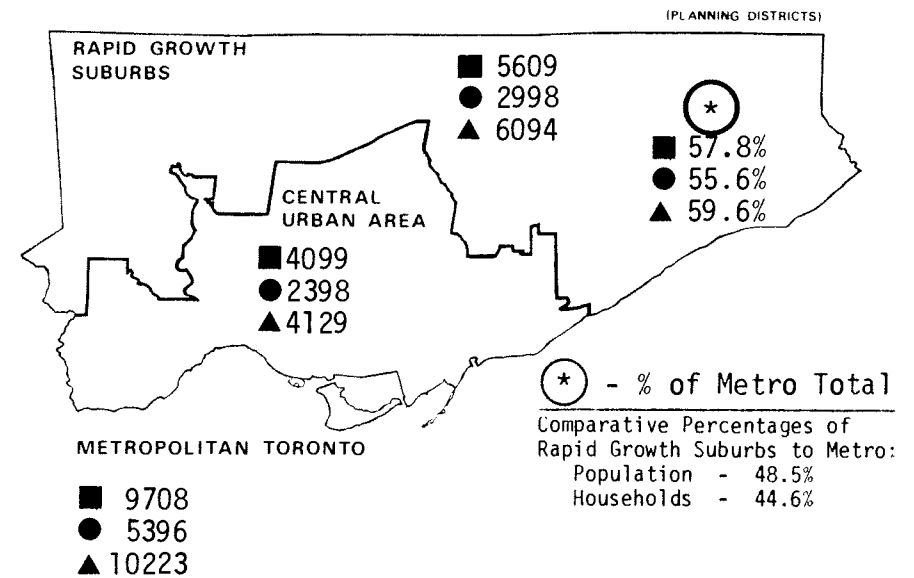 (PLANNING DISTRICTS)
RAPID GROWTH
SUBURBS
■ 5609
● 2998
▲ 6094
*
■ 57.8%
● 55.6%
▲ 59.6%
CENTRAL
URBAN AREA
■ 4099
● 2398
▲ 4129
* - % of Metro Total
Comparative Percentages of
Rapid Growth Suburbs to Metro:
Population - 48.5%
Households - 44.6%
METROPOLITAN TORONTO
■ 9708
● 5396
▲ 10223